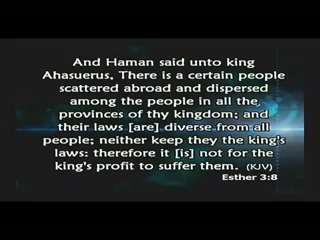 And Haman said unto king
Ahasuerus, There is a certain people
scattered abroad and dispersed
among the people in all the
provinces of thy kingdom; and
their laws [are] diverse from all
people; neither keep they the king's
laws: therefore it [is] not for the
king's profit to suffer them. (KJV)
Esther 3:8